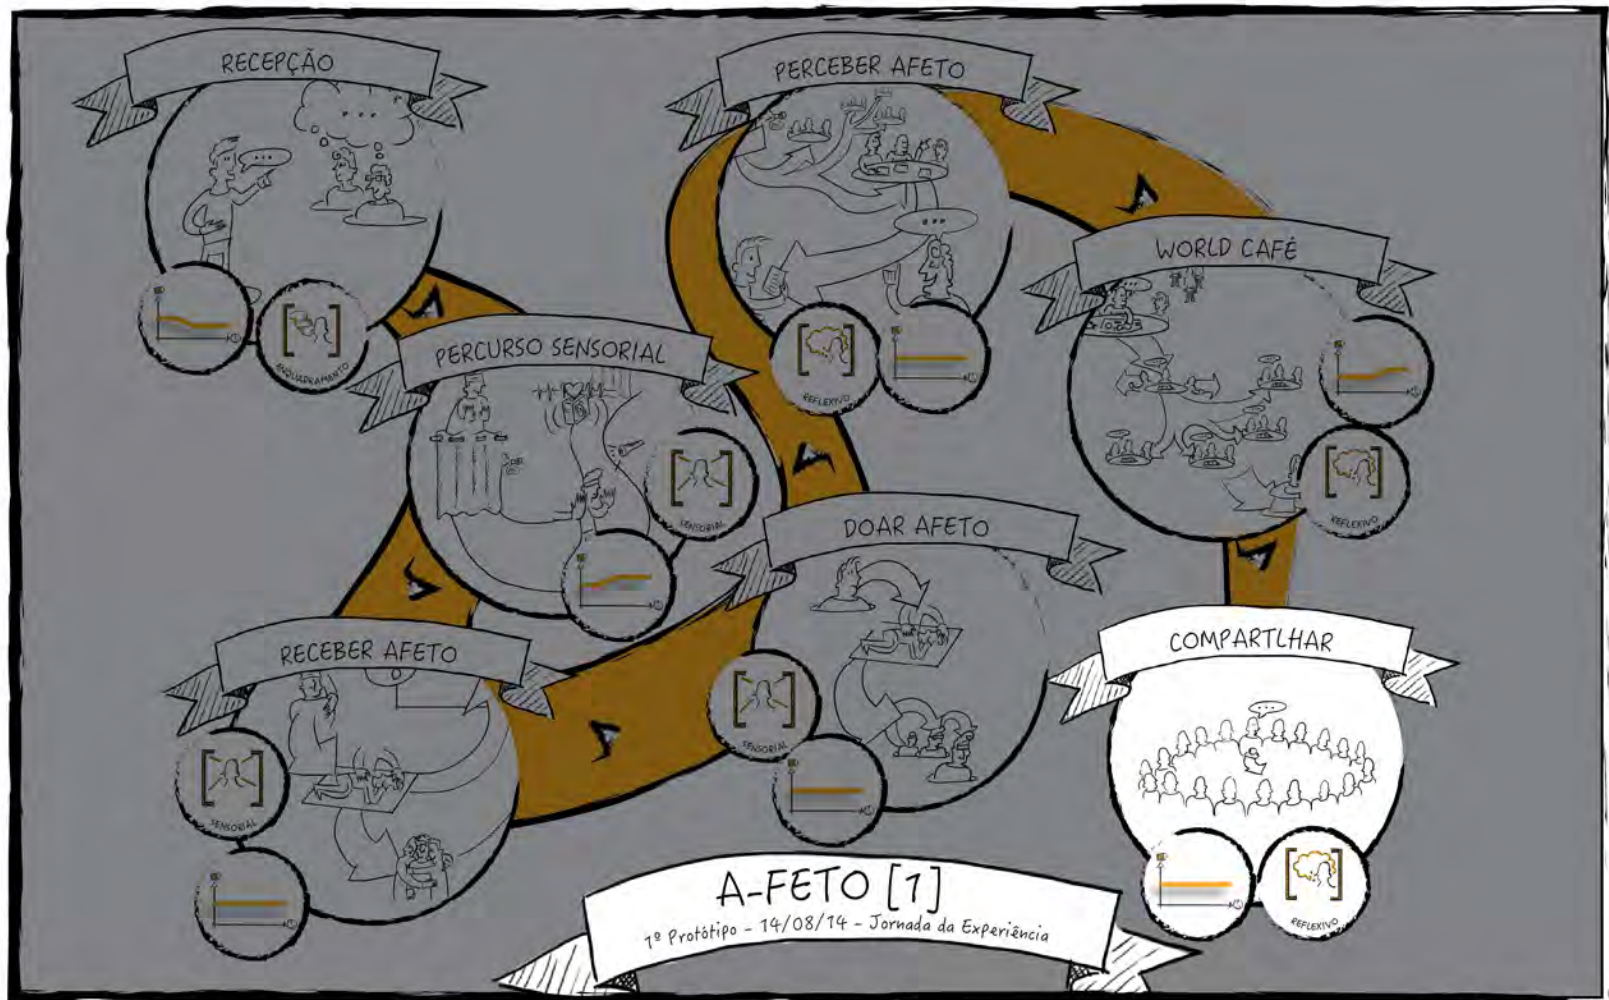 RECEPÇÃO
ENQUADRAMENTO
PERCURSO SENSORIAL
SENSORIAL
RECEBER AFETO
SENSORIAL
DOAR AFETO
SENSORIAL
PERCEBER AFETO
REFLEXIVO
WORLD CAFÉ
REFLEXIVO
COMPARTLHAR
REFLEXIVO
A-FETO [1]
1º Protótipo - 14/08/14 - Jornada da Experiência